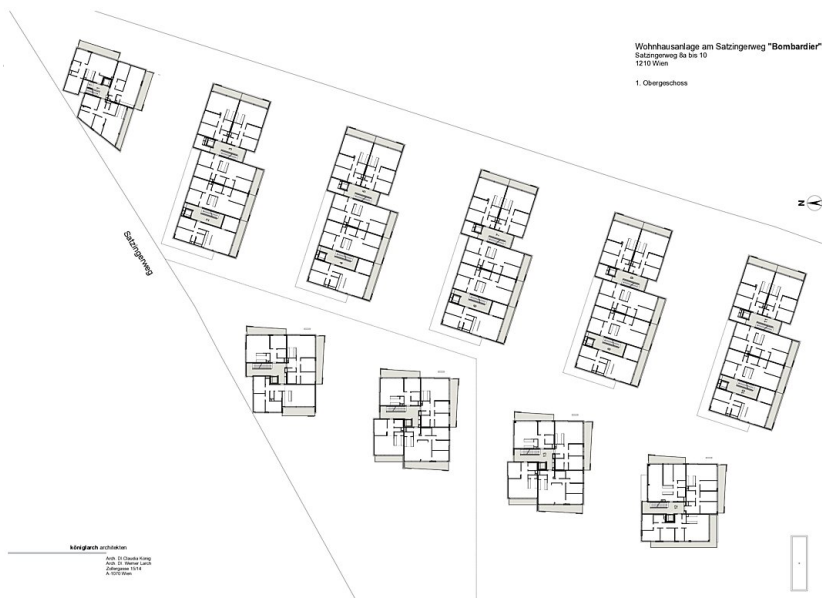 Wohnhausanlage am Satzingerweg "Bombardier"
Satzingerweg 8a bis 10
1210 Wien
1. Obergeschoss
N
Satzingerweg
königlarch architekten
Arch. DI Claudia König
Arch. DI Werner Larch
Zollergasse 15/14
A-1070 Wien